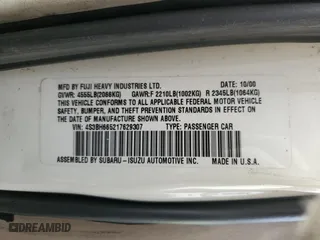 MFD. BY FUJI HEAVY INDUSTRIES LTD. DATE: 10/00
GVWR: 4555LB(2066KG) GAWR:F 2210LB(1002KG) R 2345LB(1064KG)
THIS VEHICLE CONFORMS TO ALL APPLICABLE FEDERAL MOTOR VEHICLE
SAFETY, BUMPER, AND THEFT PREVENTION STANDARDS IN EFFECT
ON THE DATE OF MANUFACTURE SHOWN ABOVE.
VIN: 4S3BH665217629307 TYPE: PASSENGER CAR
ASSEMBLED BY SUBARU-ISUZU AUTOMOTIVE INC. MADE IN U.S.A.
DREAMBID